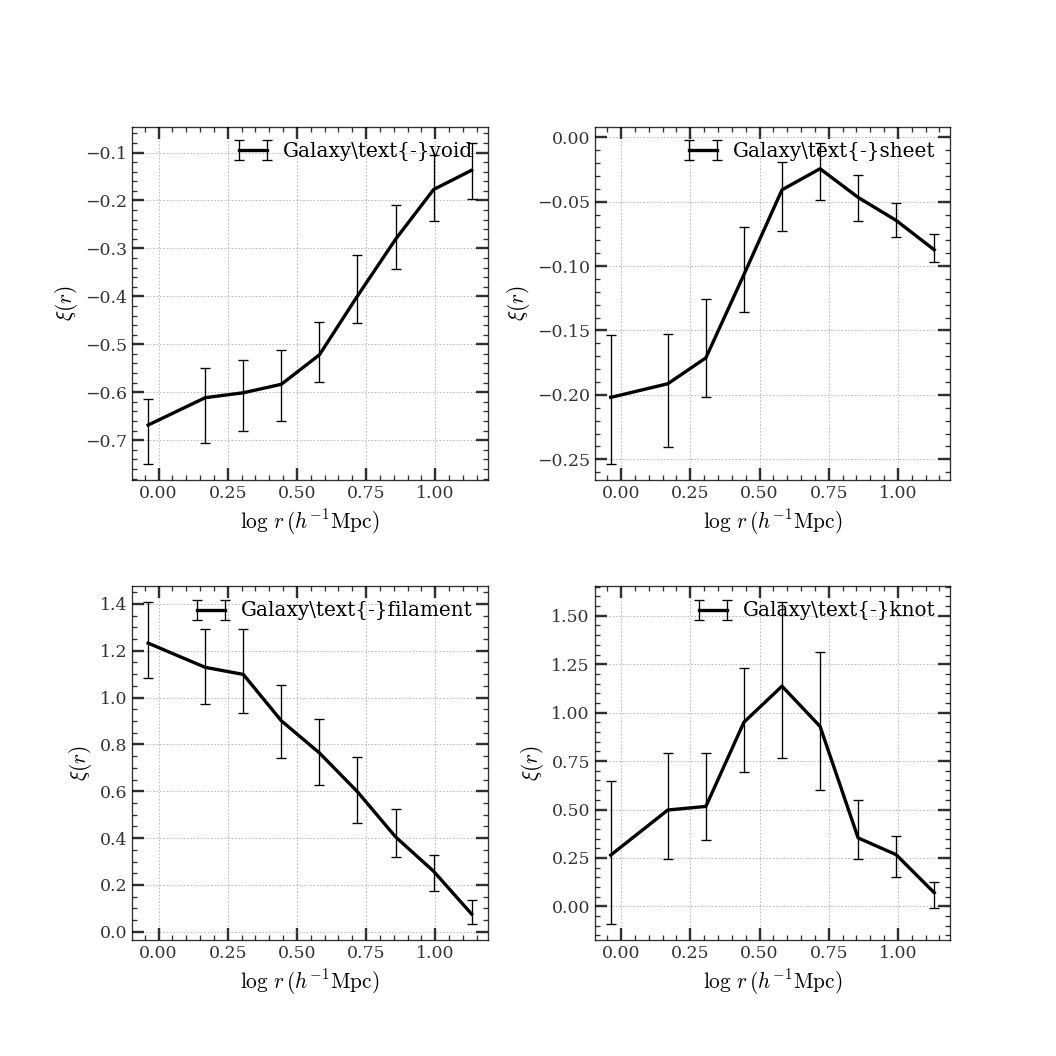 Galaxy\text{-}void
−0.1
−0.2
−0.3
−0.4
−0.5
−0.6
−0.7
ξ(r)
0.00 0.25 0.50 0.75 1.00
log r (h⁻¹Mpc)
Galaxy\text{-}sheet
0.00
−0.05
−0.10
−0.15
−0.20
−0.25
ξ(r)
0.00 0.25 0.50 0.75 1.00
log r (h⁻¹Mpc)
Galaxy\text{-}filament
1.4
1.2
1.0
0.8
0.6
0.4
0.2
0.0
ξ(r)
0.00 0.25 0.50 0.75 1.00
log r (h⁻¹Mpc)
Galaxy\text{-}knot
1.50
1.25
1.00
0.75
0.50
0.25
0.00
ξ(r)
0.00 0.25 0.50 0.75 1.00
log r (h⁻¹Mpc)